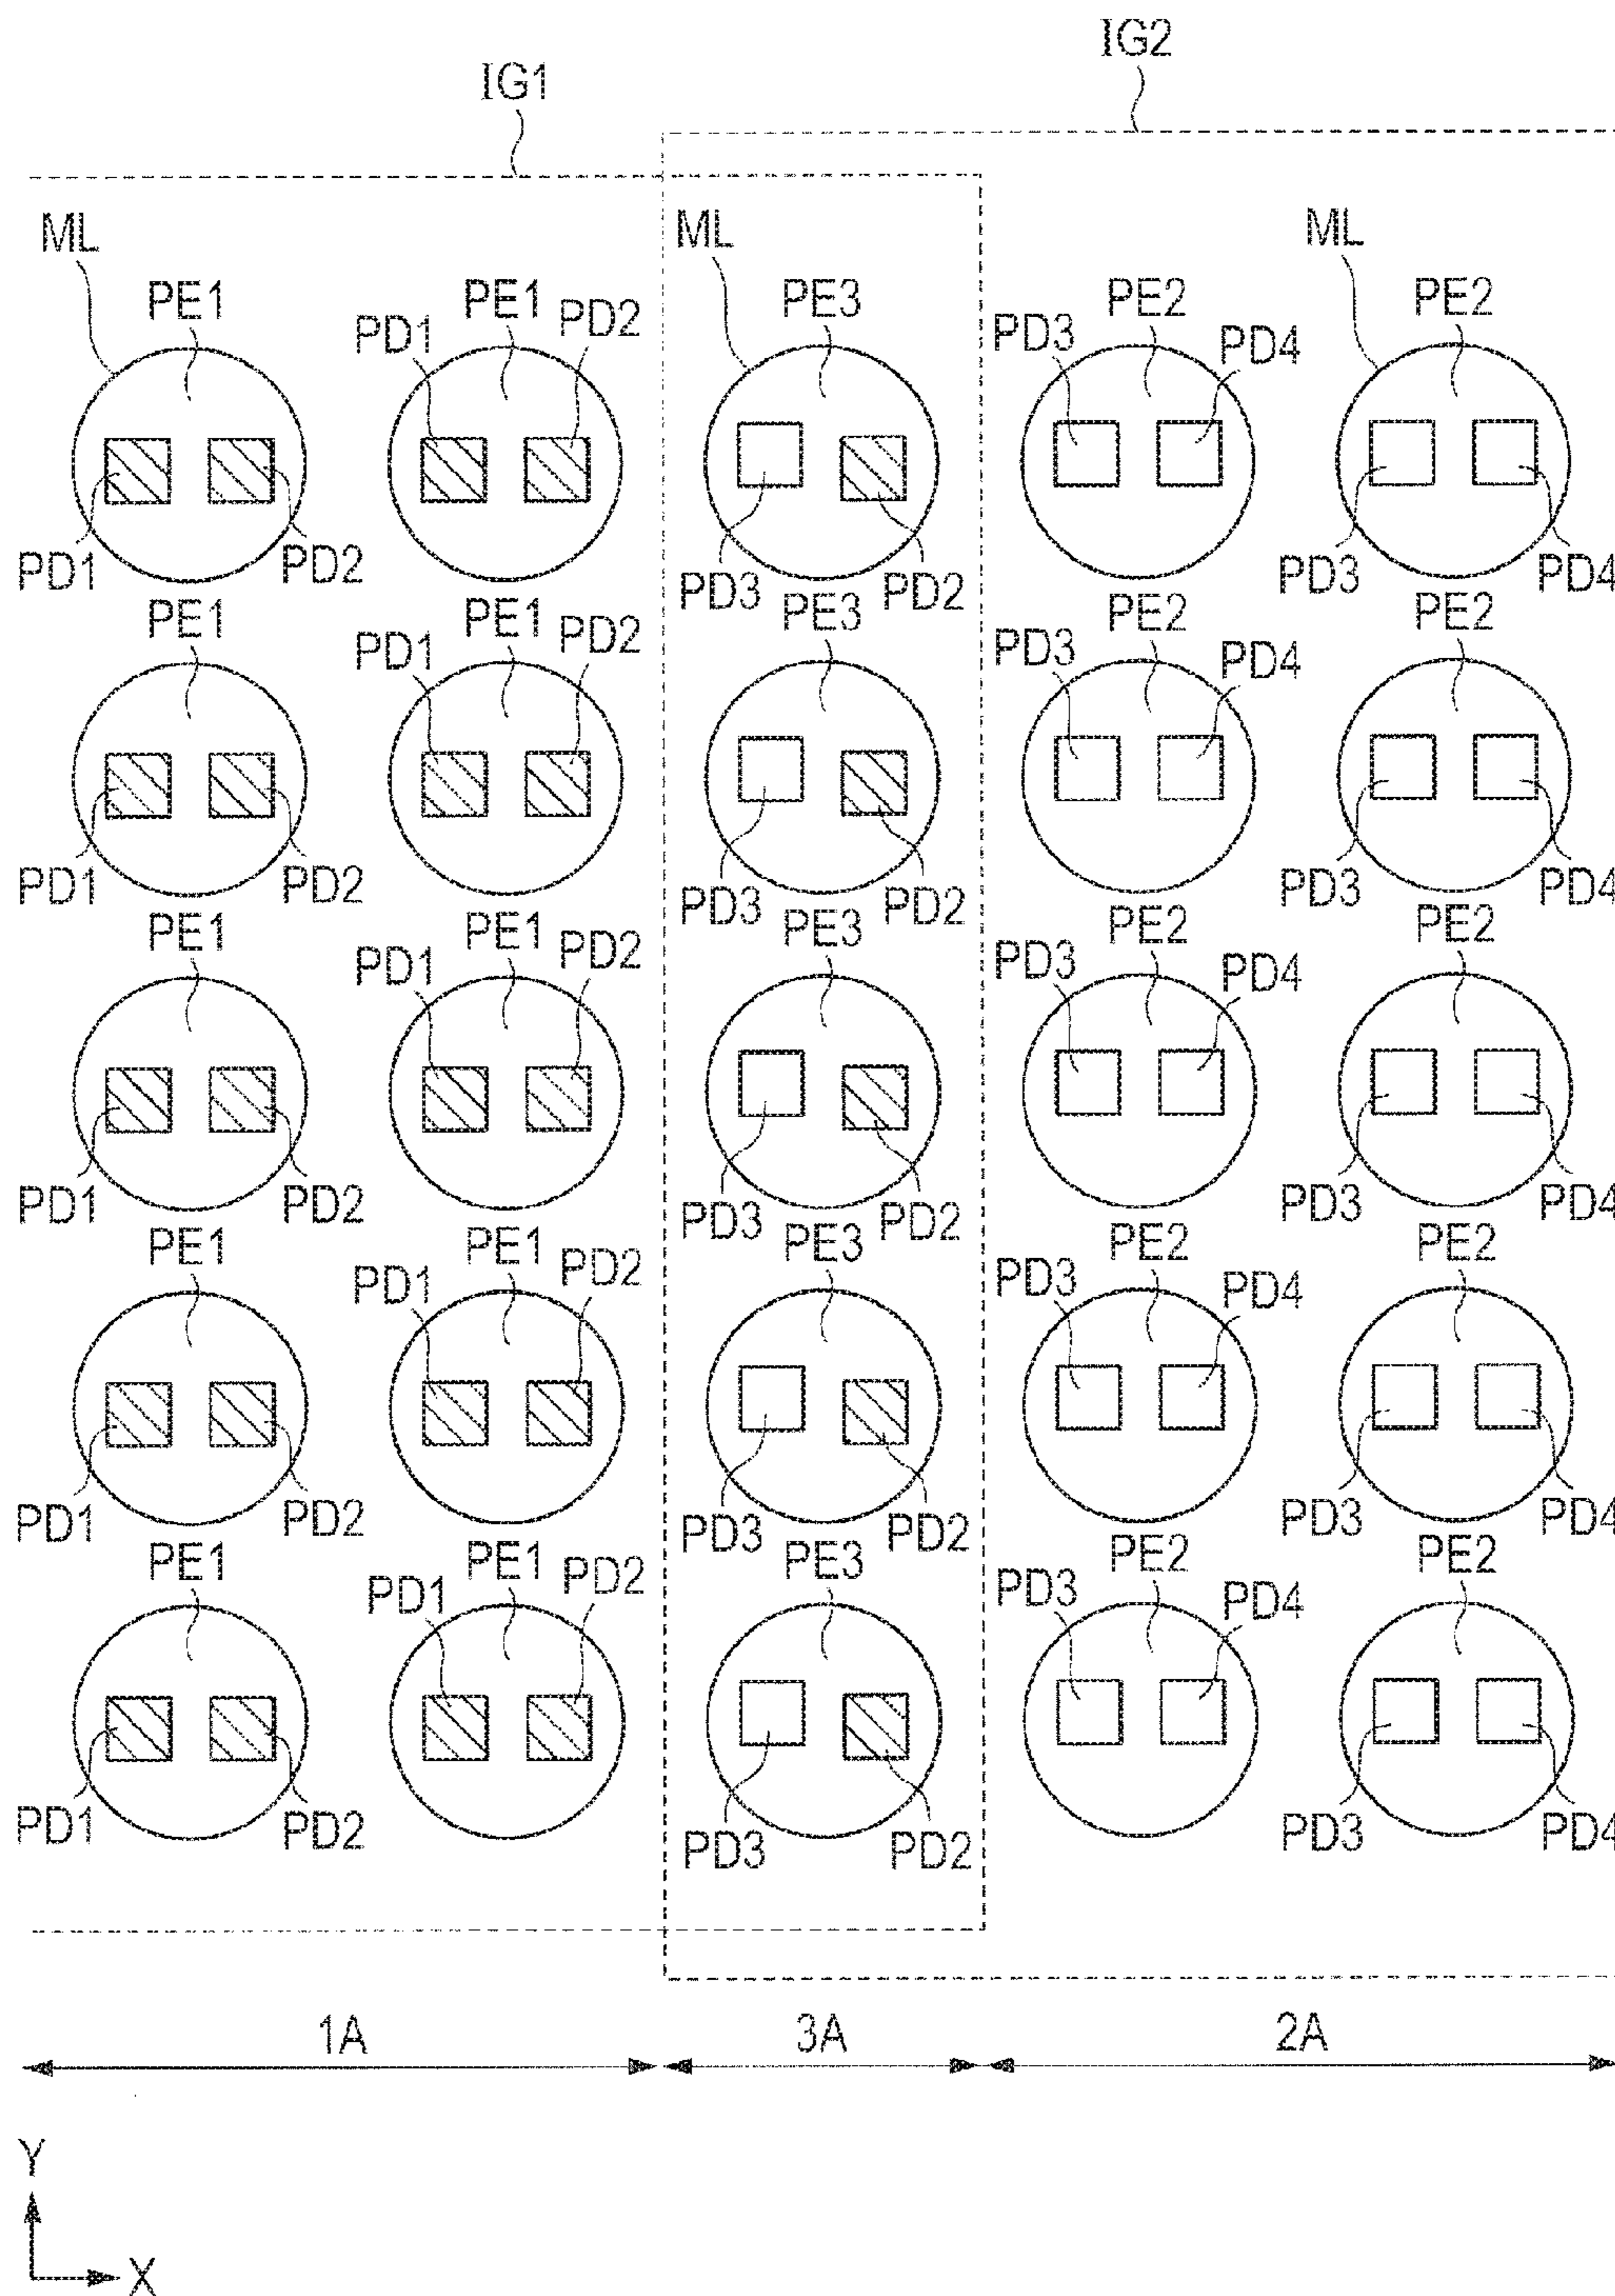 IG2
IG1
ML ML ML
PE1 PE1 PE3 PE2 PE2
PD1 PD2 PD3 PD4
PD1 PD2 PD3 PD2 PD3 PD4
PE1 PE1 PE3 PE2 PE2
PD1 PD2 PD3 PD4
PD1 PD2 PD3 PD2 PD3 PD4
PE1 PE1 PE3 PE2 PE2
PD1 PD2 PD3 PD4
PD1 PD2 PD3 PD2 PD3 PD4
PE1 PE1 PE3 PE2 PE2
PD1 PD2 PD3 PD4
PD1 PD2 PD3 PD2 PD3 PD4
PE1 PE1 PE3 PE2 PE2
PD1 PD2 PD3 PD4
PD1 PD2 PD3 PD2 PD3 PD4
1A 3A 2A
Y
X